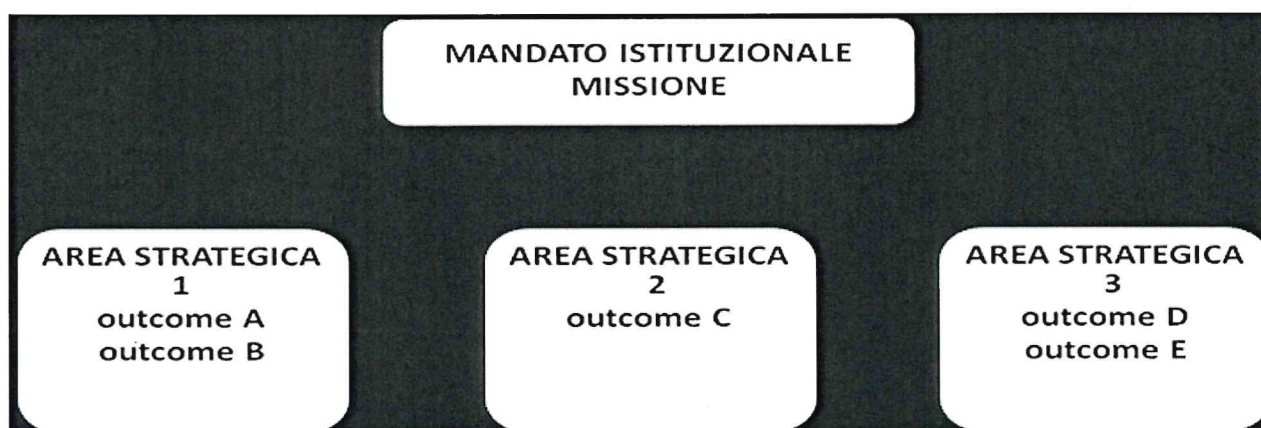 MANDATO ISTITUZIONALE
MISSIONE
AREA STRATEGICA
1
outcome A
outcome B
AREA STRATEGICA
2
outcome C
AREA STRATEGICA
3
outcome D
outcome E